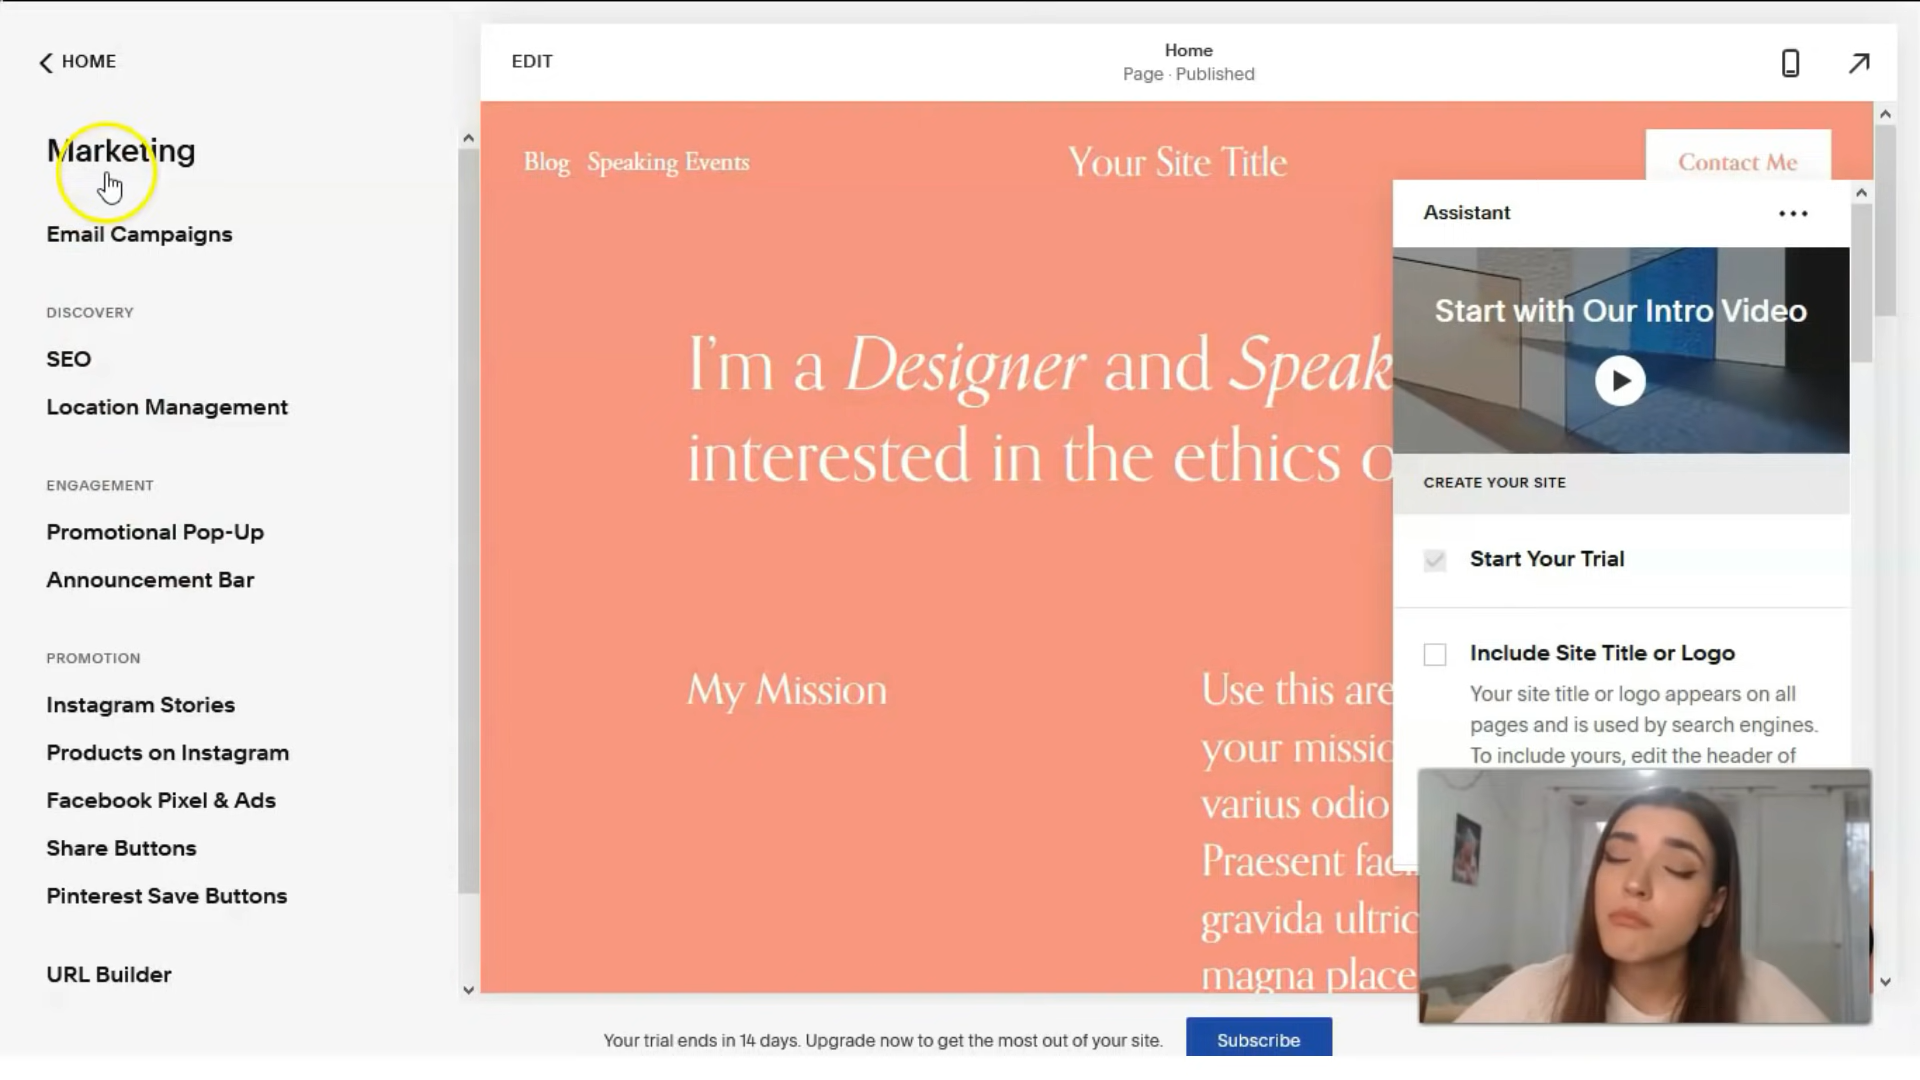 HOME
Marketing
Email Campaigns
DISCOVERY
SEO
Location Management
ENGAGEMENT
Promotional Pop-Up
Announcement Bar
PROMOTION
Instagram Stories
Products on Instagram
Facebook Pixel & Ads
Share Buttons
Pinterest Save Buttons
URL Builder
EDIT
Home
Page · Published
Blog Speaking Events
Your Site Title
Contact Me
I'm a Designer and Speak
interested in the ethics o
My Mission
Use this are
your missio
varius odio
Praesent fac
gravida ultric
magna place
Assistant
Start with Our Intro Video
CREATE YOUR SITE
Start Your Trial
Include Site Title or Logo
Your site title or logo appears on all
pages and is used by search engines.
To include yours, edit the header of
Your trial ends in 14 days. Upgrade now to get the most out of your site.
Subscribe